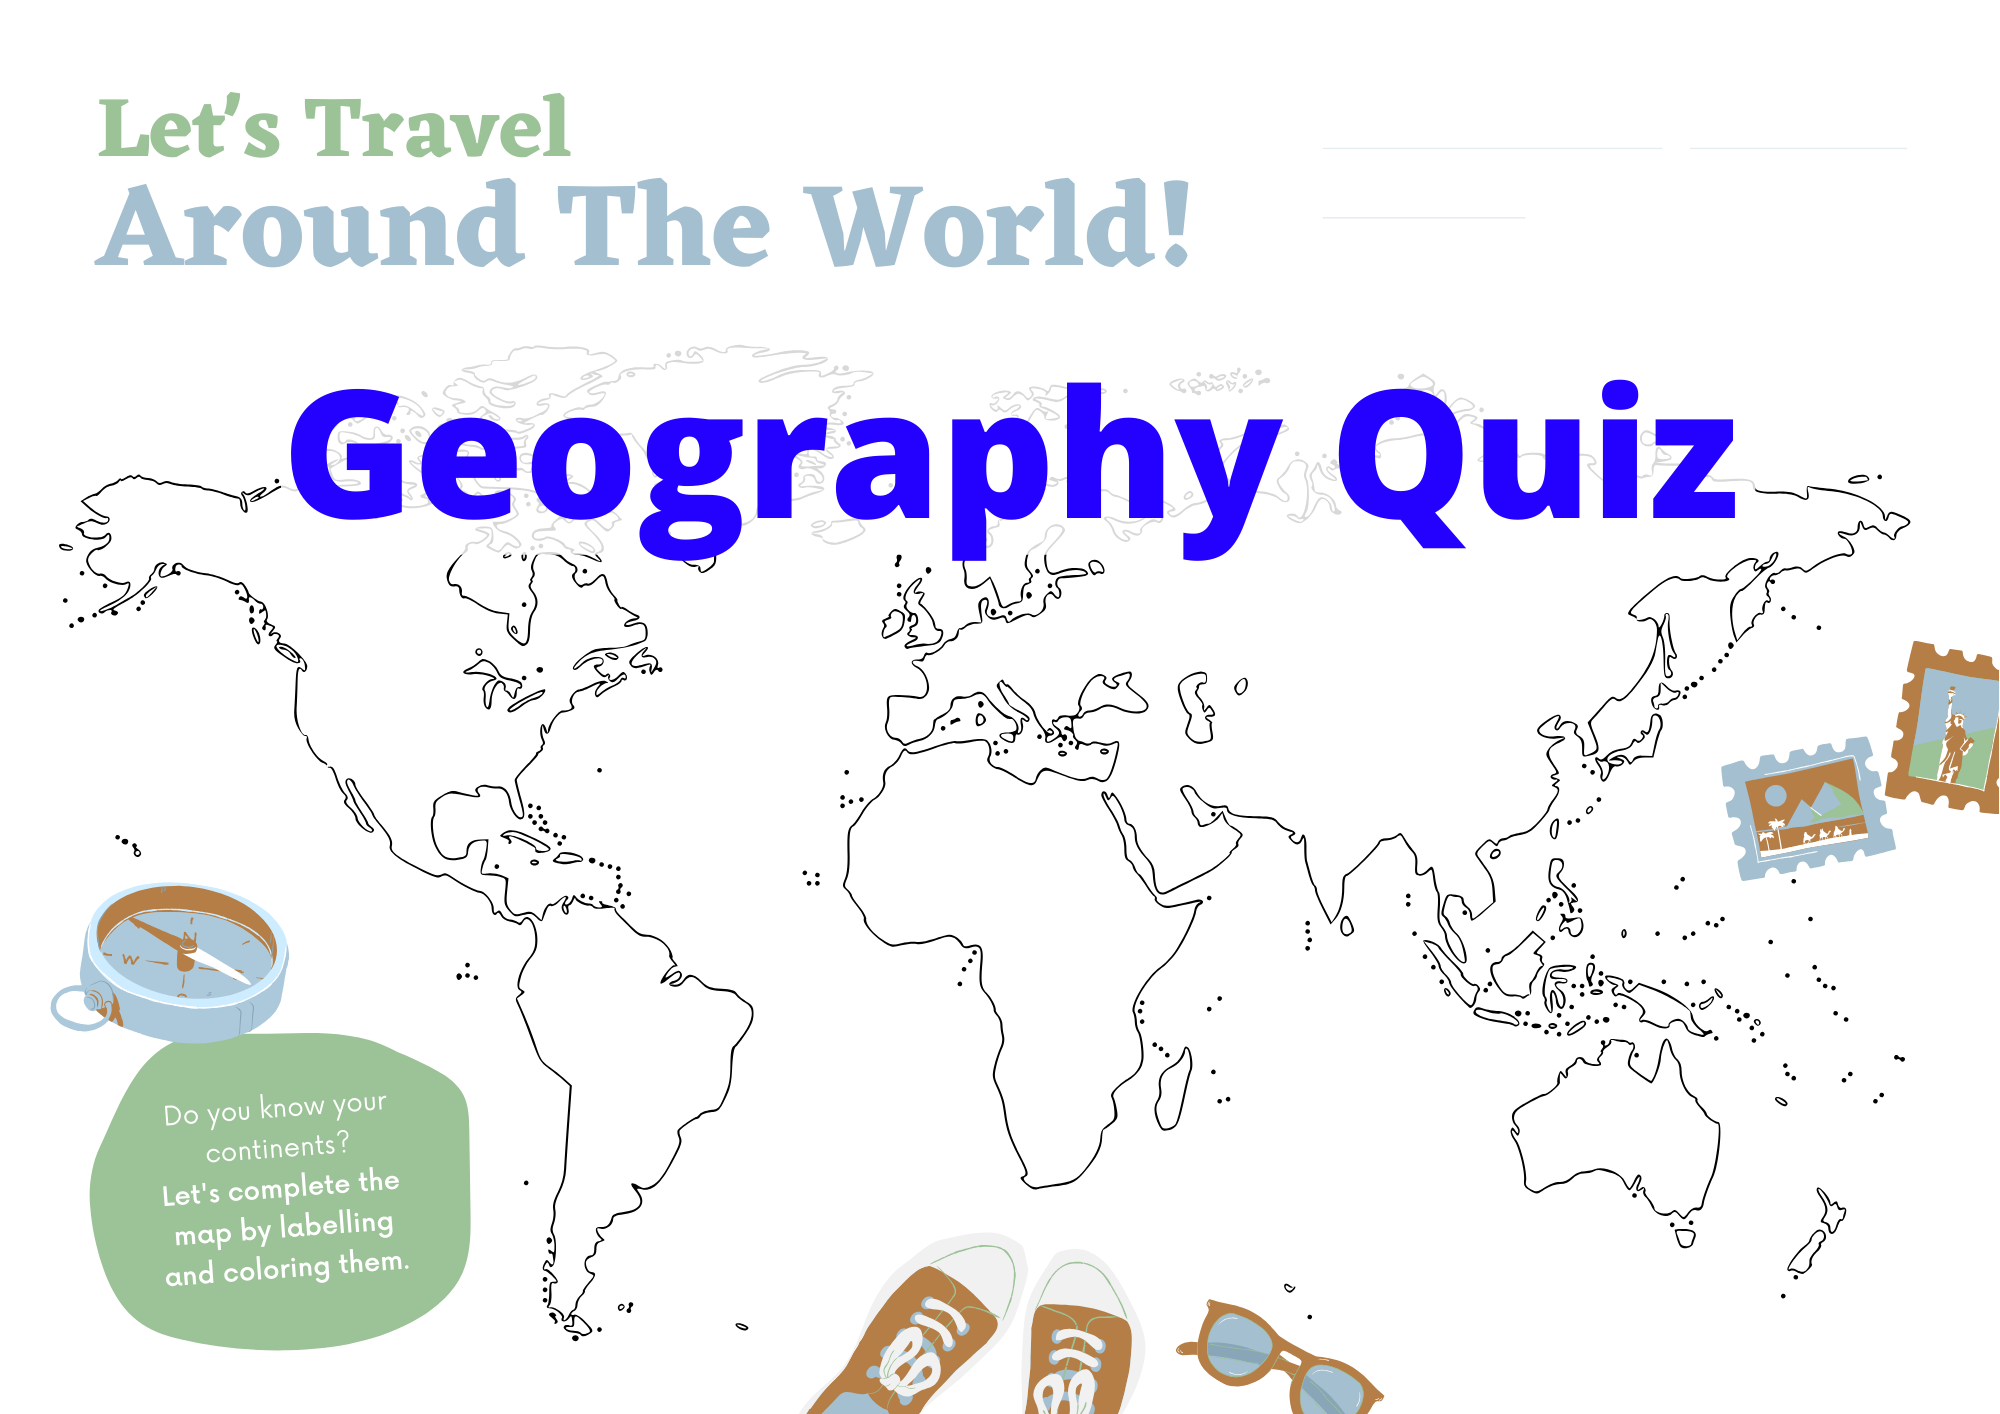 Let's Travel
Around The World!
Geography Quiz
N
W
Do you know your
continents?
Let's complete the
map by labelling
and coloring them.